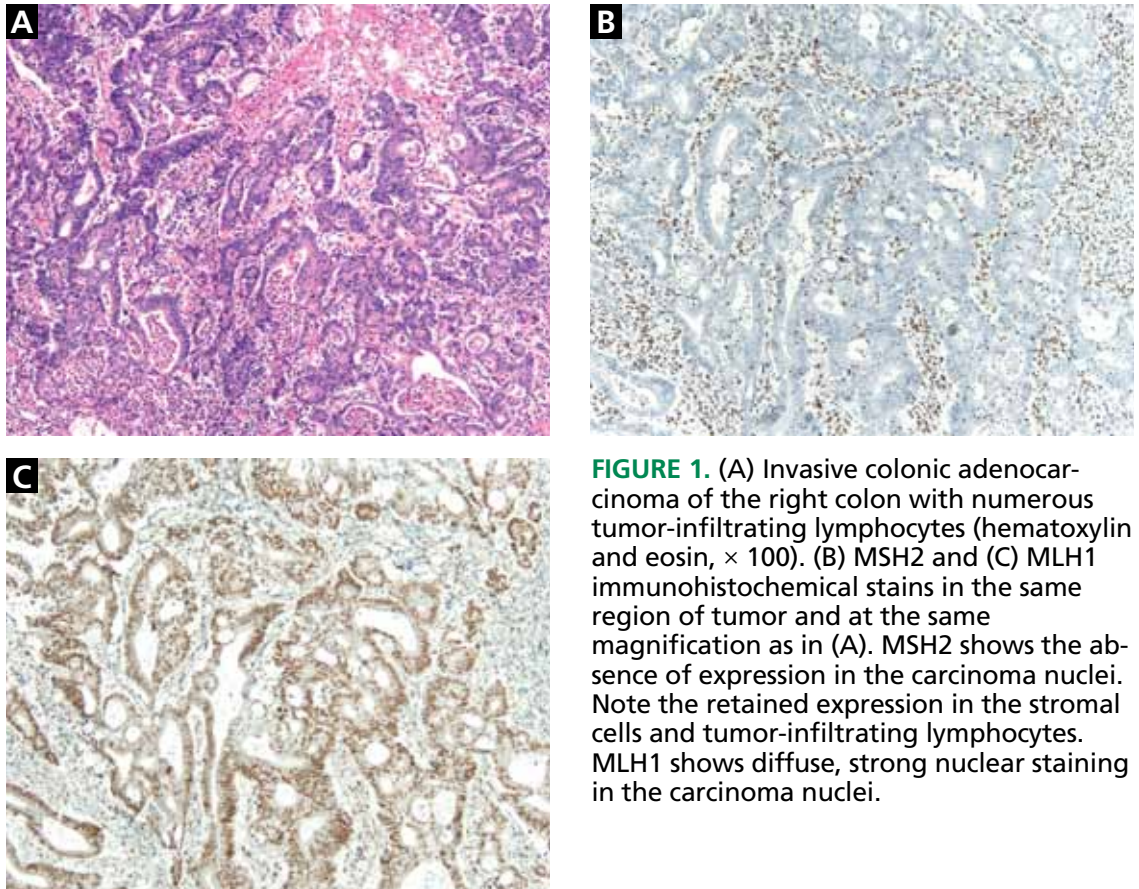 A
B
C
FIGURE 1. (A) Invasive colonic adenocar-
cinoma of the right colon with numerous
tumor-infiltrating lymphocytes (hematoxylin
and eosin, × 100). (B) MSH2 and (C) MLH1
immunohistochemical stains in the same
region of tumor and at the same
magnification as in (A). MSH2 shows the ab-
sence of expression in the carcinoma nuclei.
Note the retained expression in the stromal
cells and tumor-infiltrating lymphocytes.
MLH1 shows diffuse, strong nuclear staining
in the carcinoma nuclei.